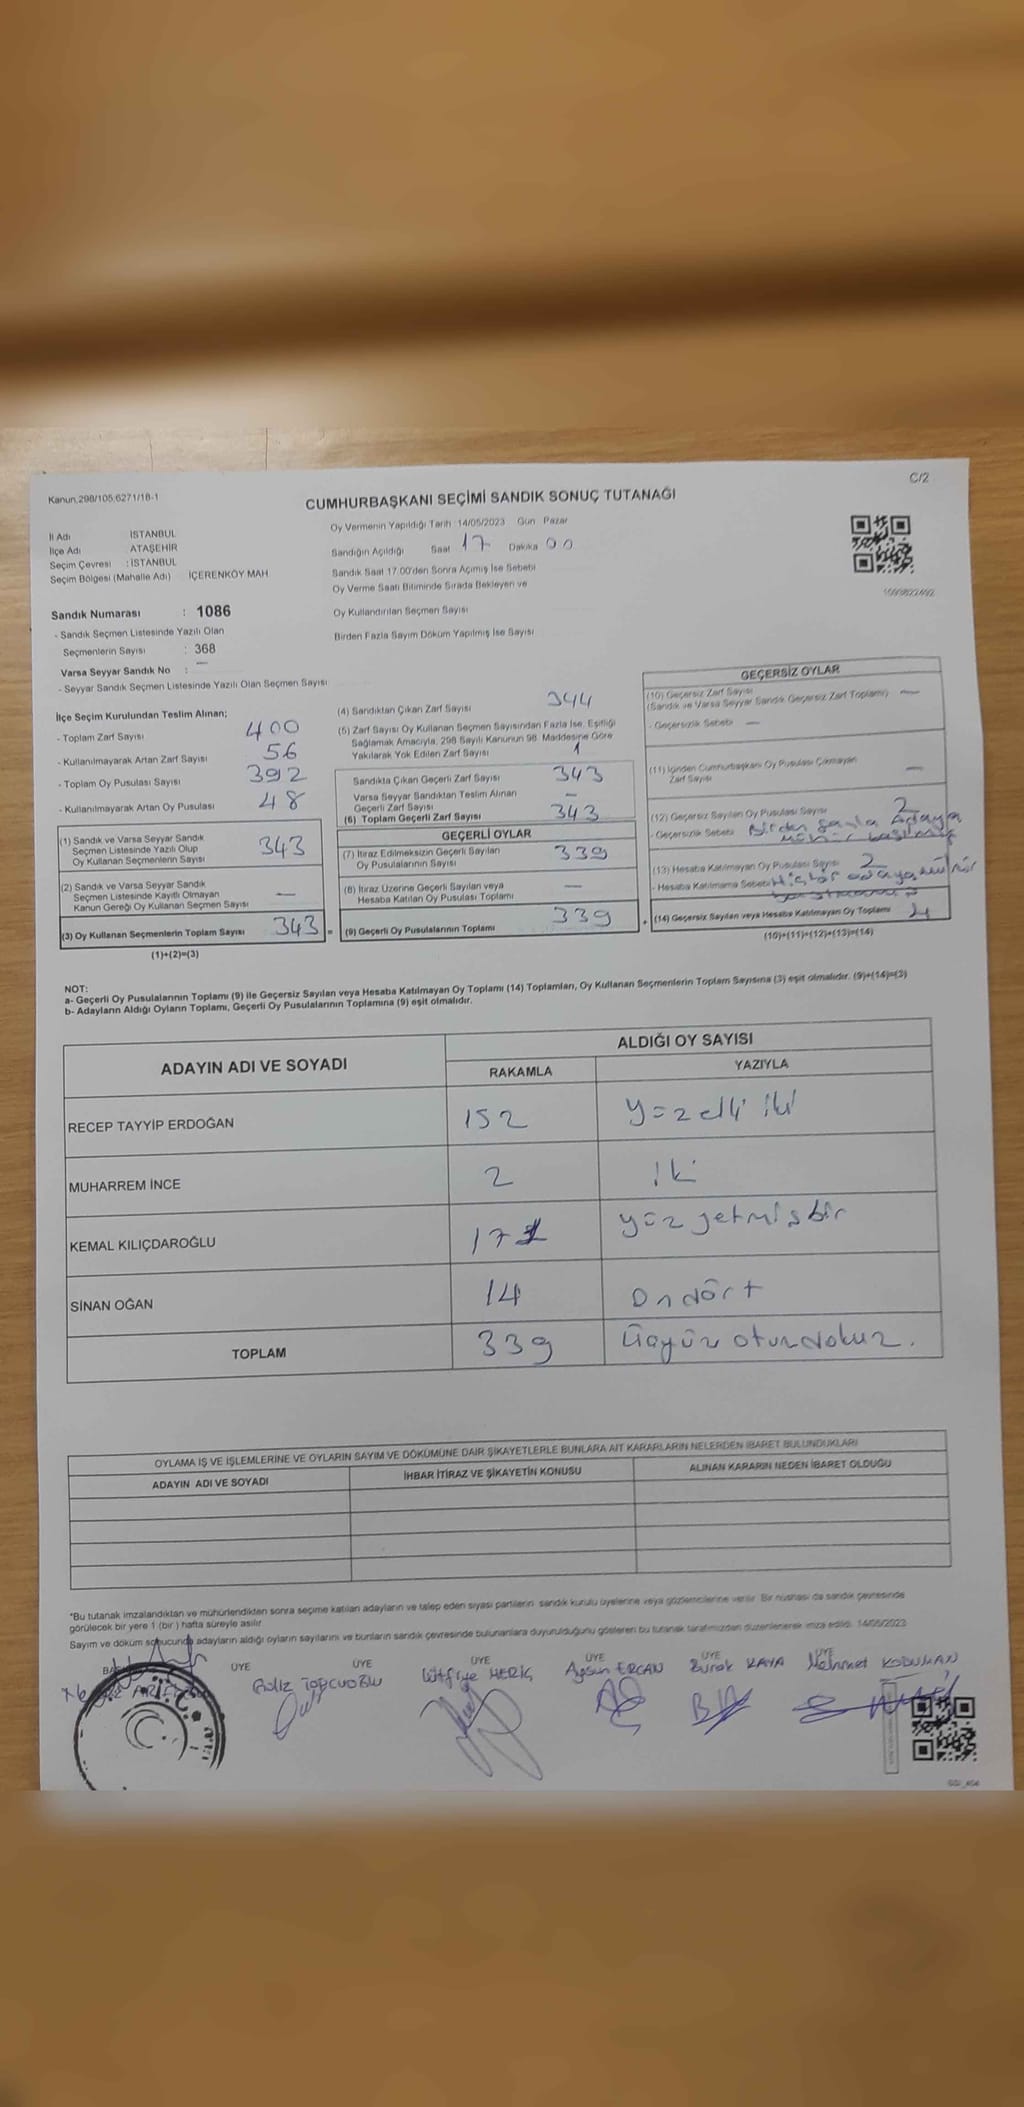 Kanun,298/105;6271/18-1
C/2
CUMHURBAŞKANI SEÇİMİ SANDIK SONUÇ TUTANAĞI
İl Adı İSTANBUL
İlçe Adı ATAŞEHİR
Seçim Çevresi : İSTANBUL
Seçim Bölgesi (Mahalle Adı) İÇERENKÖY MAH
Sandık Numarası : 1086
- Sandık Seçmen Listesinde Yazılı Olan
Seçmenlerin Sayısı : 368
Varsa Seyyar Sandık No : —
- Seyyar Sandık Seçmen Listesinde Yazılı Olan Seçmen Sayısı
Oy Vermenin Yapıldığı Tarih :14/05/2023 Gün Pazar
Sandığın Açıldığı Saat 17 Dakika 00
Sandık Saat 17.00'den Sonra Açımış İse Sebebi
Oy Verme Saati Bitiminde Sırada Bekleyen ve
Oy Kullandırılan Seçmen Sayısı
Birden Fazla Sayım Döküm Yapılmış İse Sayısı
İlçe Seçim Kurulundan Teslim Alınan;
- Toplam Zarf Sayısı 400
- Kullanılmayarak Artan Zarf Sayısı 56
- Toplam Oy Pusulası Sayısı 392
- Kullanılmayarak Artan Oy Pusulası 48
(1) Sandık ve Varsa Seyyar Sandık
Seçmen Listesinde Yazılı Olup
Oy Kullanan Seçmenlerin Sayısı 343
(2) Sandık ve Varsa Seyyar Sandık
Seçmen Listesinde Kayıtlı Olmayan
Kanun Gereği Oy Kullanan Seçmen Sayısı —
(3) Oy Kullanan Seçmenlerin Toplam Sayısı 343 =
(1)+(2)=(3)
(4) Sandıktan Çıkan Zarf Sayısı 344
(5) Zarf Sayısı Oy Kullanan Seçmen Sayısından Fazla İse, Eşitliği
Sağlamak Amacıyla, 298 Sayılı Kanunun 98. Maddesine Göre
Yakılarak Yok Edilen Zarf Sayısı 1
Sandıkta Çıkan Geçerli Zarf Sayısı 343
Varsa Seyyar Sandıktan Teslim Alınan
Geçerli Zarf Sayısı —
(6) Toplam Geçerli Zarf Sayısı 343
GEÇERLİ OYLAR
(7) İtiraz Edilmeksizin Geçerli Sayılan
Oy Pusulalarının Sayısı 339
(8) İtiraz Üzerine Geçerli Sayılan veya
Hesaba Katılan Oy Pusulası Toplamı —
(9) Geçerli Oy Pusulalarının Toplamı 339 +
GEÇERSİZ OYLAR
(10) Geçersiz Zarf Sayısı
(Sandık ve Varsa Seyyar Sandık Geçersiz Zarf Toplamı) —
- Geçersizlik Sebebi —
(11) İçinden Cumhurbaşkanı Oy Pusulası Çıkmayan
Zarf Sayısı —
(12) Geçersiz Sayılan Oy Pusulası Sayısı 2
- Geçersizlik Sebebi Birden fazla Adaya
mühür basılmış
(13) Hesaba Katılmayan Oy Pusulası Sayısı 2
- Hesaba Katılmama Sebebi Hiçbir adaya mühür
(14) Geçersiz Sayılan veya Hesaba Katılmayan Oy Toplamı 4
(10)+(11)+(12)+(13)=(14)
NOT:
a- Geçerli Oy Pusulalarının Toplamı (9) ile Geçersiz Sayılan veya Hesaba Katılmayan Oy Toplamı (14) Toplamları, Oy Kullanan Seçmenlerin Toplam Sayısına (3) eşit olmalıdır. (9)+(14)=(3)
b- Adayların Aldığı Oyların Toplamı, Geçerli Oy Pusulalarının Toplamına (9) eşit olmalıdır.
ADAYIN ADI VE SOYADI
ALDIĞI OY SAYISI
RAKAMLA YAZIYLA
RECEP TAYYİP ERDOĞAN 152 yüz elli iki
MUHARREM İNCE 2 iki
KEMAL KILIÇDAROĞLU 171 yüz yetmiş bir
SİNAN OĞAN 14 Ondört
TOPLAM 339 Üçyüz otuzdokuz.
OYLAMA İŞ VE İŞLEMLERİNE VE OYLARIN SAYIM VE DÖKÜMÜNE DAİR ŞİKAYETLERLE BUNLARA AİT KARARLARIN NELERDEN İBARET BULUNDUKLARI
ADAYIN ADI VE SOYADI İHBAR İTİRAZ VE ŞİKAYETİN KONUSU ALINAN KARARIN NEDEN İBARET OLDUĞU
*Bu tutanak imzalandıktan ve mühürlendikten sonra seçime katılan adayların ve talep eden siyasi partilerin sandık kurulu üyelerine veya gözlemcilerine verilir. Bir nüshası da sandık çevresinde
görülecek bir yere 1 (bir ) hafta süreyle asılır.
Sayım ve döküm sonucunda adayların aldığı oyların sayılarını ve bunların sandık çevresinde bulunanlara duyurulduğunu gösteren bu tutanak tarafımızdan düzenlenerek imza edildi. 14/05/2023
ÜYE ÜYE ÜYE ÜYE ÜYE ÜYE
TOPCUOĞLU Lütfiye MERİÇ Aysun ERCAN Burak KAYA Mehmet KODUMAN